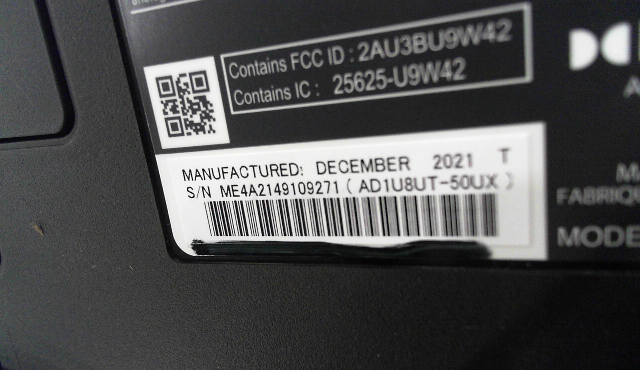 Contains FCC ID : 2AU3BU9W42
Contains IC : 25625-U9W42
MANUFACTURED: DECEMBER 2021 T
S/N ME4A2149109271 ( AD1U8UT-50UX )
MODE